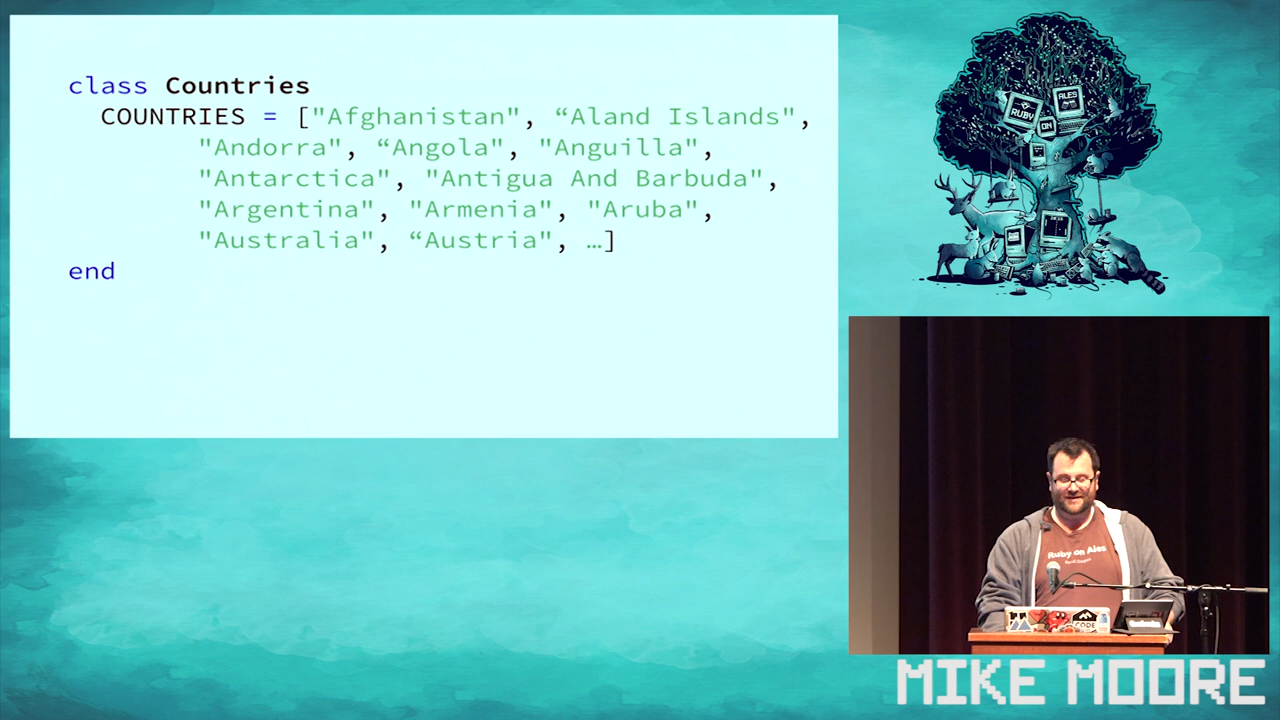 class Countries
COUNTRIES = ["Afghanistan", “Aland Islands",
"Andorra", “Angola", "Anguilla",
"Antarctica", "Antigua And Barbuda",
"Argentina", "Armenia", "Aruba",
"Australia", “Austria", …]
end
RUBY
ON
ALES
Ruby on Ales
CODE
MIKE MOORE